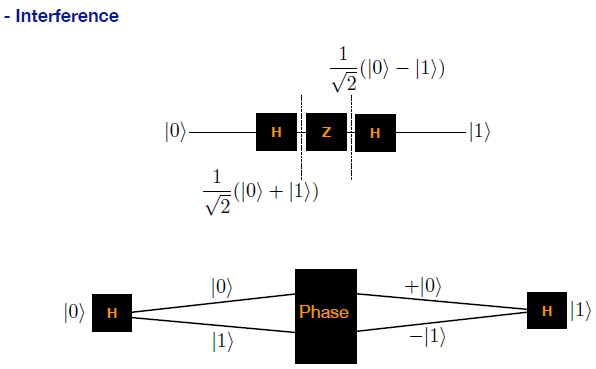 - Interference
1/√2(|0⟩ − |1⟩)
|0⟩ H Z H |1⟩
1/√2(|0⟩ + |1⟩)
|0⟩ +|0⟩
|0⟩ H Phase H |1⟩
|1⟩ −|1⟩